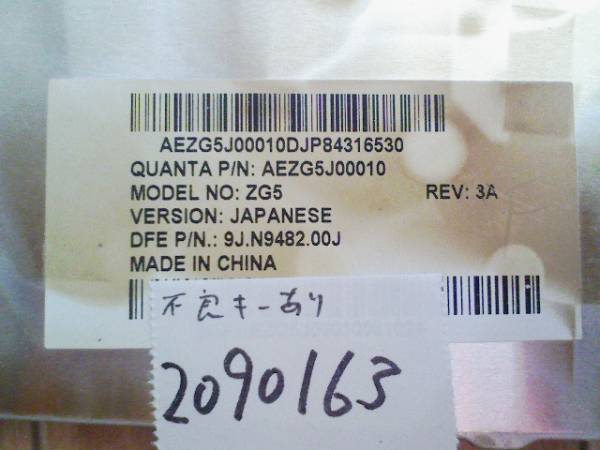 AEZG5J00010DJP84316530
QUANTA P/N: AEZG5J00010
MODEL NO: ZG5 REV: 3A
VERSION: JAPANESE
DFE P/N.: 9J.N9482.00J
MADE IN CHINA
不良キーあり
2090163